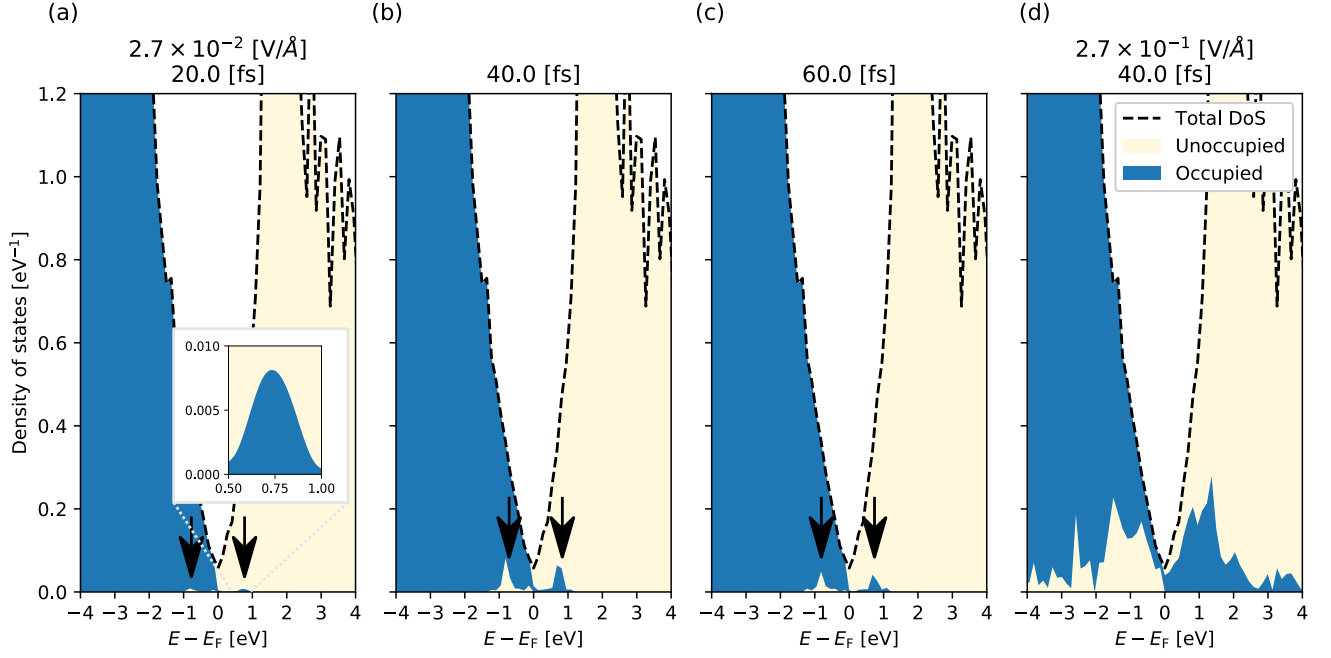 (a)
(b)
(c)
(d)
2.7 × 10⁻² [V/Å]
20.0 [fs]
40.0 [fs]
60.0 [fs]
2.7 × 10⁻¹ [V/Å]
40.0 [fs]
Density of states [eV⁻¹]
1.2
1.0
0.8
0.6
0.4
0.2
0.0
0.010
0.005
0.000
0.50 0.75 1.00
Total DoS
Unoccupied
Occupied
−4 −3 −2 −1 0 1 2 3 4
−4 −3 −2 −1 0 1 2 3 4
−4 −3 −2 −1 0 1 2 3 4
−4 −3 −2 −1 0 1 2 3 4
E − E_F [eV]
E − E_F [eV]
E − E_F [eV]
E − E_F [eV]